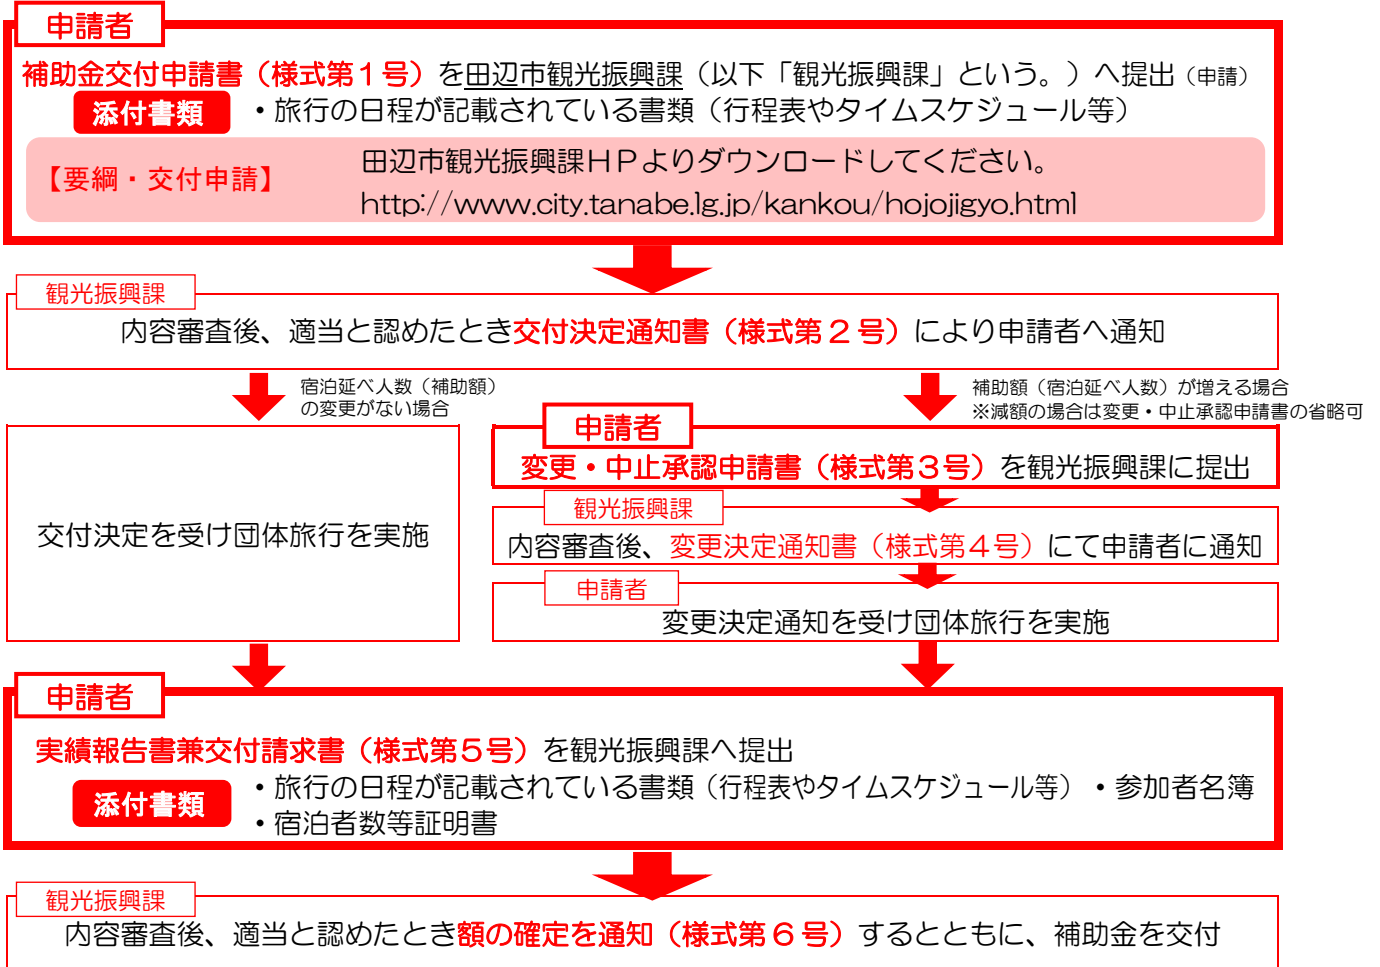 申請者
補助金交付申請書（様式第１号）を田辺市観光振興課（以下「観光振興課」という。）へ提出（申請）
添付書類 ・旅行の日程が記載されている書類（行程表やタイムスケジュール等）
【要綱・交付申請】 田辺市観光振興課ＨＰよりダウンロードしてください。
http://www.city.tanabe.lg.jp/kankou/hojojigyo.html
観光振興課
内容審査後、適当と認めたとき交付決定通知書（様式第２号）により申請者へ通知
宿泊延べ人数（補助額）
の変更がない場合
交付決定を受け団体旅行を実施
補助額（宿泊延べ人数）が増える場合
※減額の場合は変更・中止承認申請書の省略可
申請者
変更・中止承認申請書（様式第３号）を観光振興課に提出
観光振興課
内容審査後、変更決定通知書（様式第４号）にて申請者に通知
申請者
変更決定通知を受け団体旅行を実施
申請者
実績報告書兼交付請求書（様式第５号）を観光振興課へ提出
添付書類 ・旅行の日程が記載されている書類（行程表やタイムスケジュール等）・参加者名簿
・宿泊者数等証明書
観光振興課
内容審査後、適当と認めたとき額の確定を通知（様式第６号）するとともに、補助金を交付